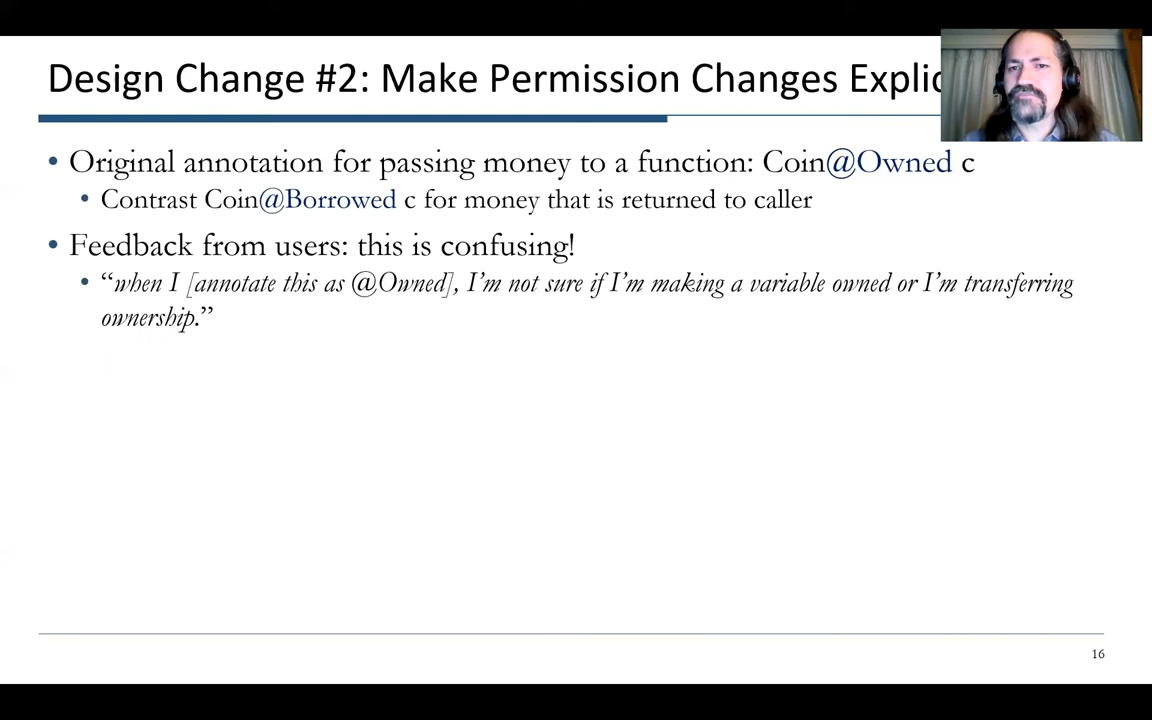 Design Change #2: Make Permission Changes Explic
• Original annotation for passing money to a function: Coin@Owned c
• Contrast Coin@Borrowed c for money that is returned to caller
• Feedback from users: this is confusing!
• “when I [annotate this as @Owned], I’m not sure if I’m making a variable owned or I’m transferring
ownership.”
16